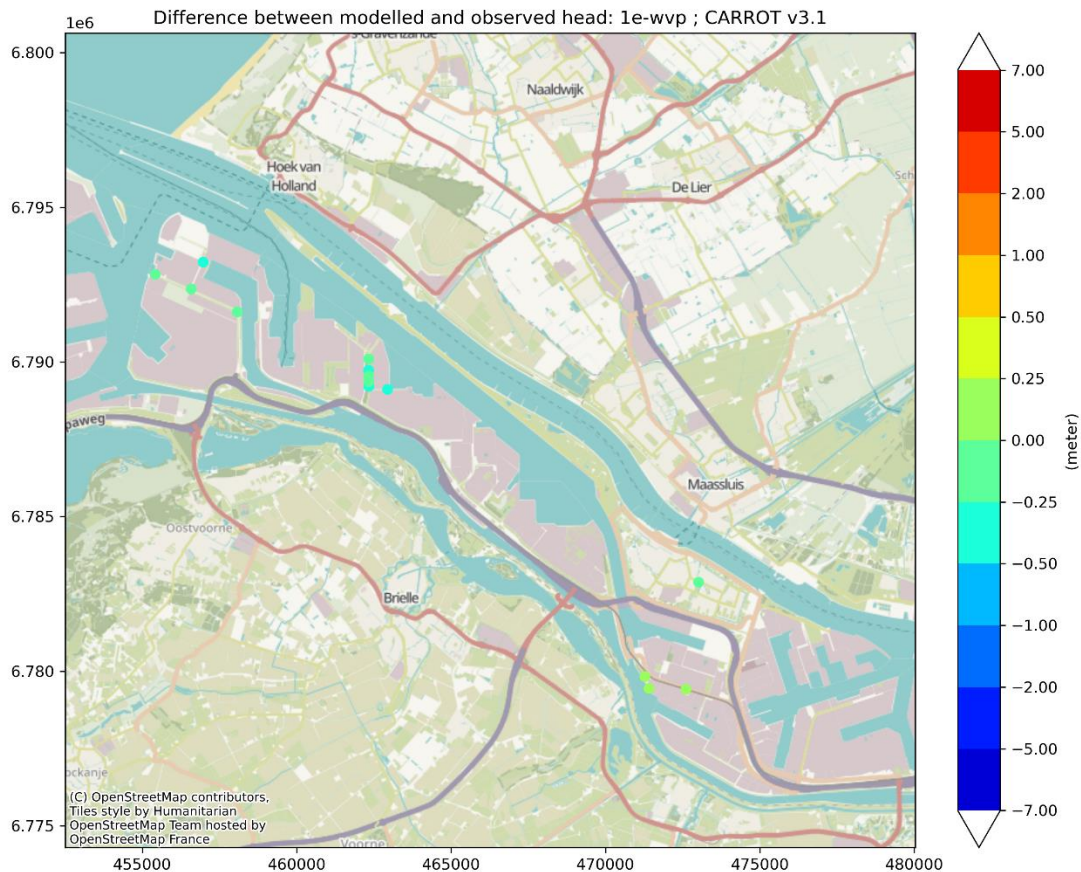 Difference between modelled and observed head: 1e-wvp ; CARROT v3.1
1e6
s-Gravenzande
Naaldwijk
Hoek van
Holland
De Lier
Sch
paweg
Maassluis
Oostvoorne
Brielle
ockanje
Voorne
(C) OpenStreetMap contributors,
Tiles style by Humanitarian
OpenStreetMap Team hosted by
OpenStreetMap France
6.800
6.795
6.790
6.785
6.780
6.775
455000 460000 465000 470000 475000 480000
7.00
5.00
2.00
1.00
0.50
0.25
0.00
−0.25
−0.50
−1.00
−2.00
−5.00
−7.00
(meter)